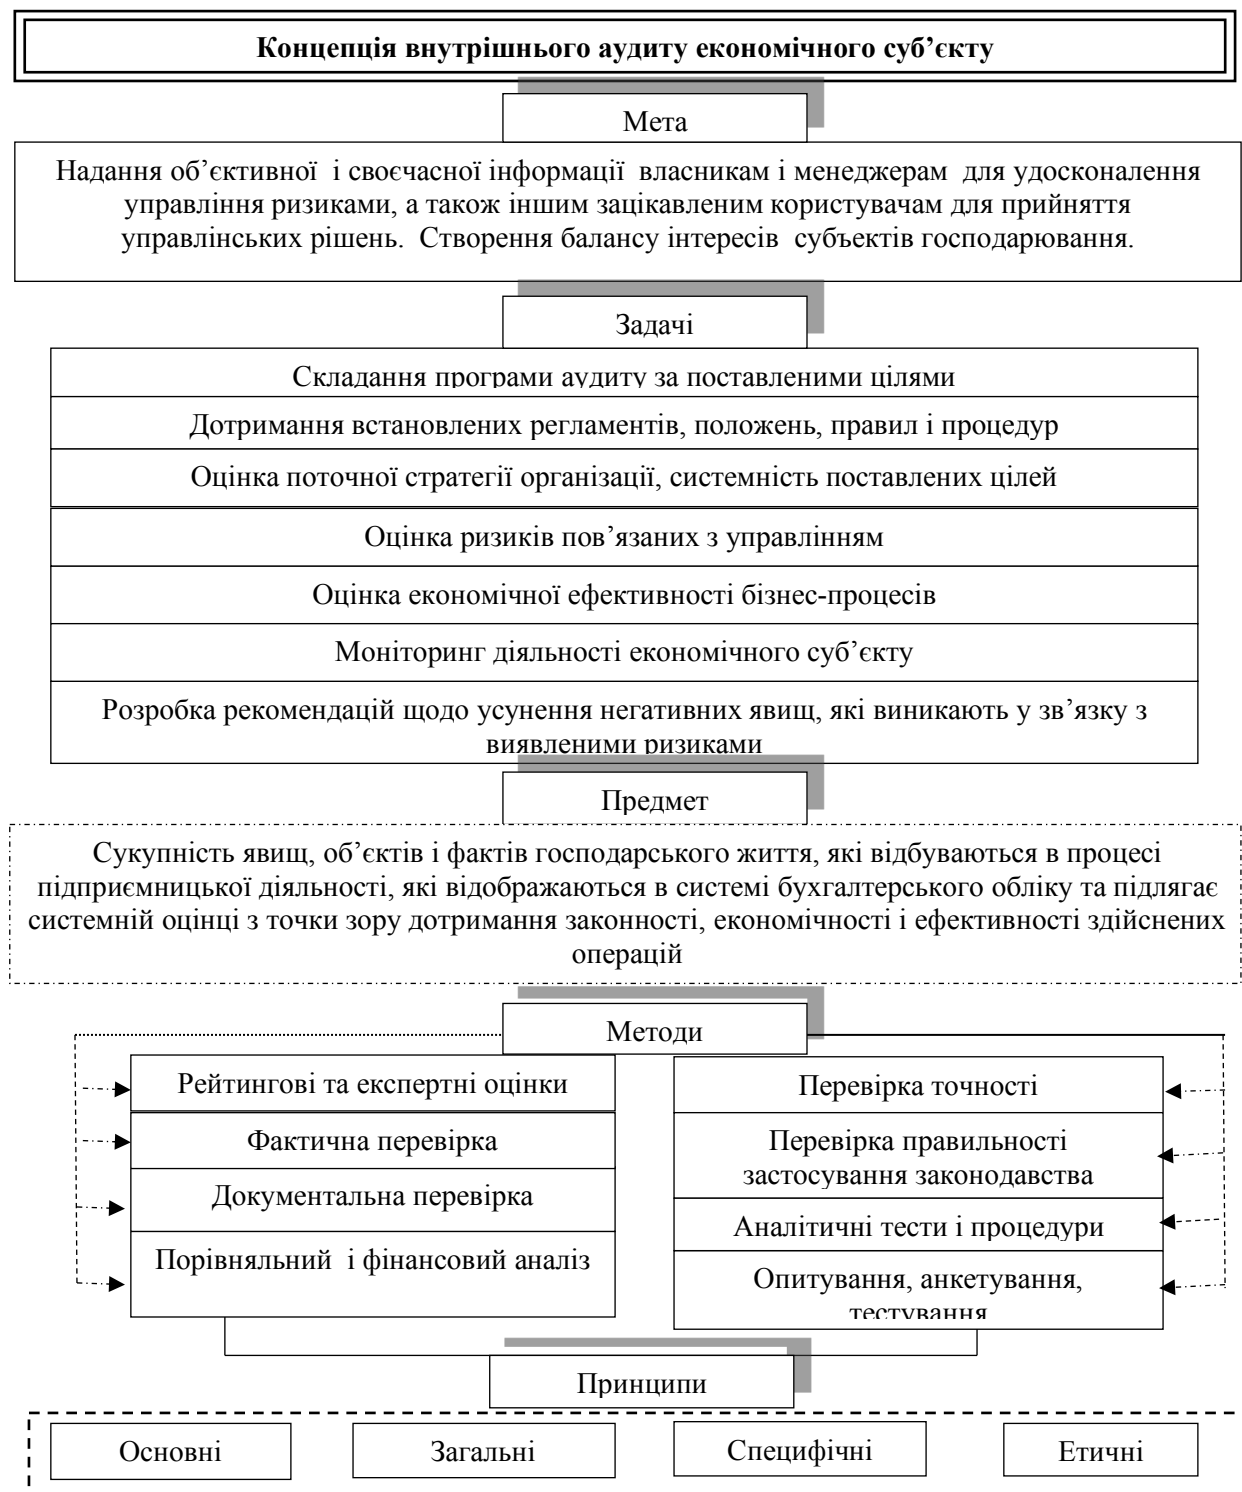 Концепція внутрішнього аудиту економічного суб’єкту
Мета
Надання об’єктивної і своєчасної інформації власникам і менеджерам для удосконалення
управління ризиками, а також іншим зацікавленим користувачам для прийняття
управлінських рішень. Створення балансу інтересів субъектів господарювання.
Задачі
Складання програми аудиту за поставленими цілями
Дотримання встановлених регламентів, положень, правил і процедур
Оцінка поточної стратегії організації, системність поставлених цілей
Оцінка ризиків пов’язаних з управлінням
Оцінка економічної ефективності бізнес-процесів
Моніторинг діяльності економічного суб’єкту
Розробка рекомендацій щодо усунення негативних явищ, які виникають у зв’язку з
виявленими ризиками
Предмет
Сукупність явищ, об’єктів і фактів господарського життя, які відбуваються в процесі
підприємницької діяльності, які відображаються в системі бухгалтерського обліку та підлягає
системній оцінці з точки зору дотримання законності, економічності і ефективності здійснених
операцій
Методи
Рейтингові та експертні оцінки
Фактична перевірка
Документальна перевірка
Порівняльний і фінансовий аналіз
Перевірка точності
Перевірка правильності
застосування законодавства
Аналітичні тести і процедури
Опитування, анкетування,
тестування
Принципи
Основні
Загальні
Специфічні
Етичні